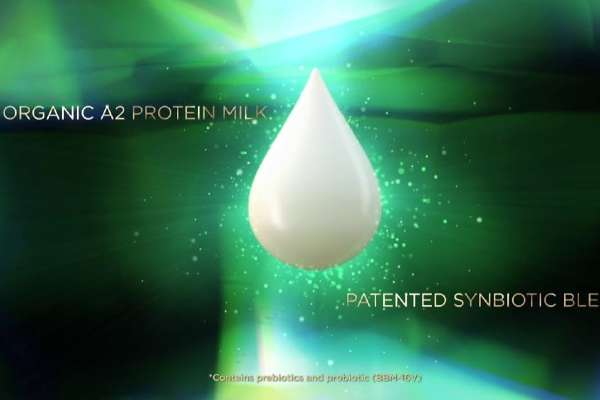 ORGANIC A2 PROTEIN MILK
PATENTED SYNBIOTIC BLE
*Contains prebiotics and probiotic